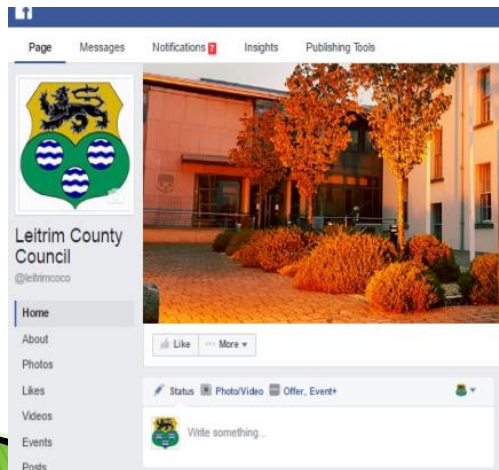 Page Messages Notifications 7 Insights Publishing Tools
Leitrim County
Council
@leitrimcoco
Home
About
Photos
Likes
Videos
Events
Posts
Like ··· More
Status Photo/Video Offer, Event+
Write something...